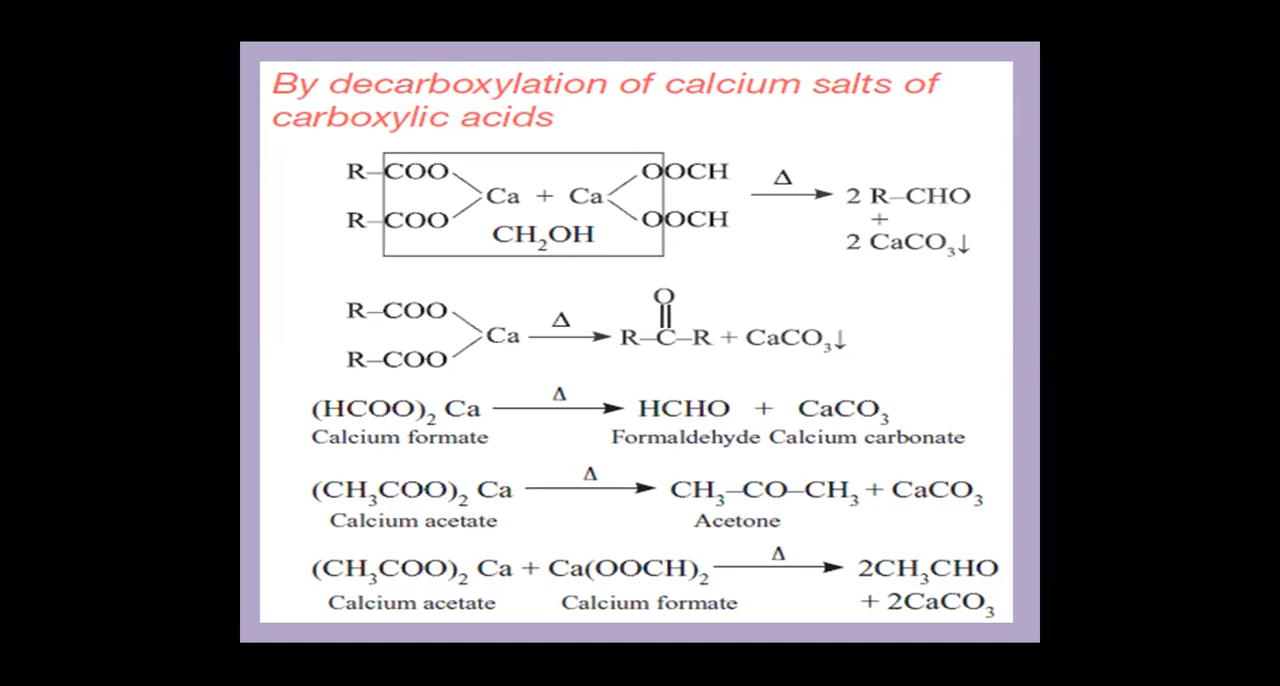 By decarboxylation of calcium salts of
carboxylic acids
R–COO OOCH
Ca + Ca Δ 2 R–CHO
R–COO OOCH +
CH₂OH 2 CaCO₃↓
O
R–COO Δ ||
Ca R–C–R + CaCO₃↓
R–COO
(HCOO)₂ Ca Δ HCHO + CaCO₃
Calcium formate Formaldehyde Calcium carbonate
(CH₃COO)₂ Ca Δ CH₃–CO–CH₃ + CaCO₃
Calcium acetate Acetone
(CH₃COO)₂ Ca + Ca(OOCH)₂ Δ 2CH₃CHO
Calcium acetate Calcium formate + 2CaCO₃